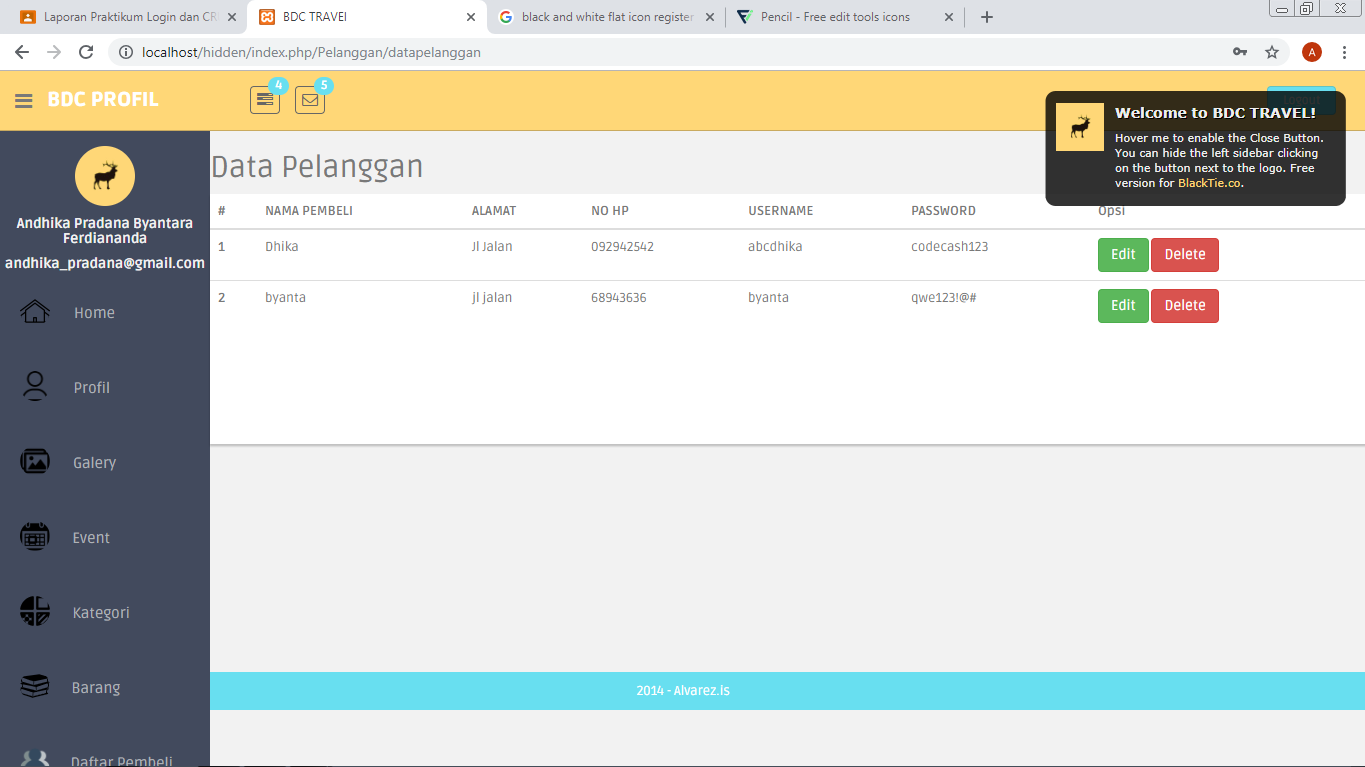 Laporan Praktikum Login dan CR
BDC TRAVEL
black and white flat icon register
Pencil - Free edit tools icons
localhost/hidden/index.php/Pelanggan/datapelanggan
A
BDC PROFIL
4
5
Welcome to BDC TRAVEL!
Hover me to enable the Close Button.
You can hide the left sidebar clicking
on the button next to the logo. Free
version for BlackTie.co.
Andhika Pradana Byantara
Ferdiananda
andhika_pradana@gmail.com
Home
Profil
Galery
Event
Kategori
Barang
Daftar Pembeli
Data Pelanggan
# NAMA PEMBELI ALAMAT NO HP USERNAME PASSWORD Opsi
1 Dhika Jl Jalan 092942542 abcdhika codecash123 Edit Delete
2 byanta jl jalan 68943636 byanta qwe123!@# Edit Delete
2014 - Alvarez.is